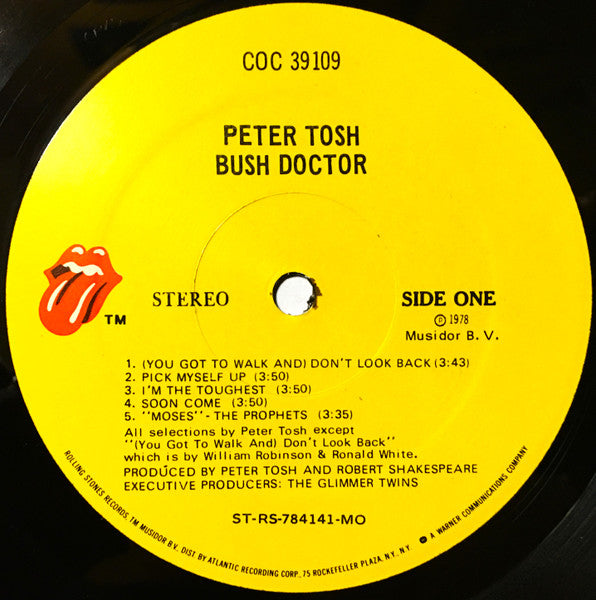 COC 39109
PETER TOSH
BUSH DOCTOR
STEREO
SIDE ONE
TM
℗ 1978
Musidor B. V.
1. (YOU GOT TO WALK AND) DON'T LOOK BACK (3:43)
2. PICK MYSELF UP (3:50)
3. I'M THE TOUGHEST (3:50)
4. SOON COME (3:50)
5. "MOSES" - THE PROPHETS (3:35)
All selections by Peter Tosh except
"(You Got To Walk And) Don't Look Back"
which is by William Robinson & Ronald White.
PRODUCED BY PETER TOSH AND ROBERT SHAKESPEARE
EXECUTIVE PRODUCERS: THE GLIMMER TWINS
ST-RS-784141-MO
ROLLING STONES RECORDS, TM MUSIDOR B.V. DIST BY ATLANTIC RECORDING CORP., 75 ROCKEFELLER PLAZA, N.Y., N.Y. A WARNER COMMUNICATIONS COMPANY